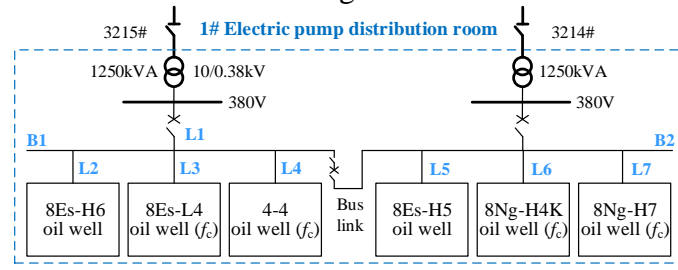 3215#
1# Electric pump distribution room
3214#
1250kVA
10/0.38kV
1250kVA
380V
380V
B1
L1
B2
L2
L3
L4
L5
L6
L7
8Es-H6
oil well
8Es-L4
oil well (fc)
4-4
oil well (fc)
Bus
link
8Es-H5
oil well
8Ng-H4K
oil well (fc)
8Ng-H7
oil well (fc)